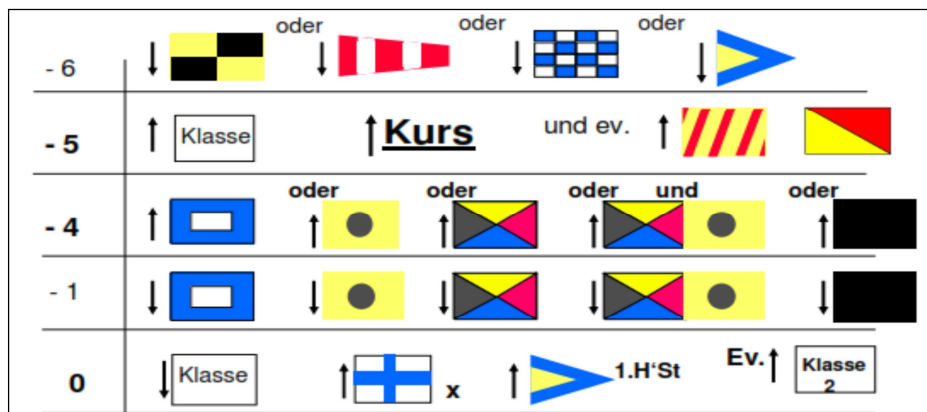 oder oder oder
- 6
- 5 Klasse Kurs und ev.
oder oder oder und oder
- 4
- 1
0 Klasse x 1.H'St Ev. Klasse 2